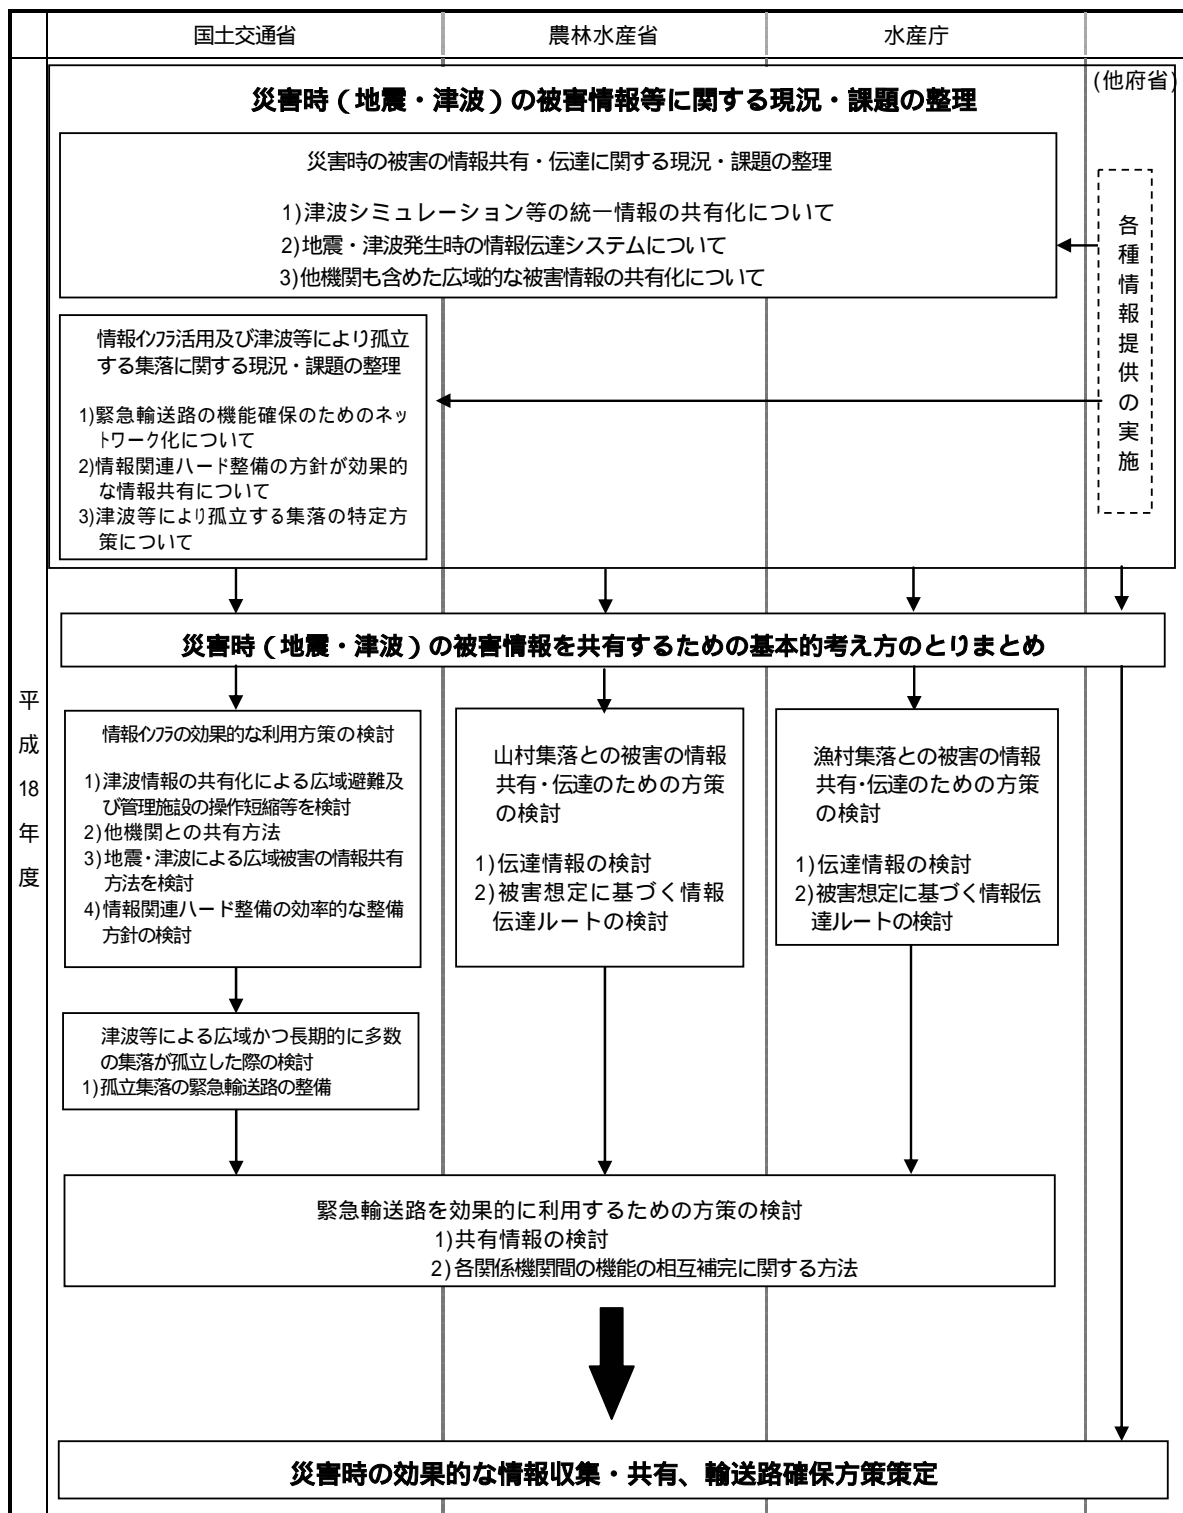 国土交通省
農林水産省
水産庁
(他府省)
災害時（地震・津波）の被害情報等に関する現況・課題の整理
災害時の被害の情報共有・伝達に関する現況・課題の整理
1)津波シミュレーション等の統一情報の共有化について
2)地震・津波発生時の情報伝達システムについて
3)他機関も含めた広域的な被害情報の共有化について
各種情報提供の実施
情報インフラ活用及び津波等により孤立
する集落に関する現況・課題の整理
1)緊急輸送路の機能確保のためのネッ
トワーク化について
2)情報関連ハード整備の方針が効果的
な情報共有について
3)津波等により孤立する集落の特定方
策について
災害時（地震・津波）の被害情報を共有するための基本的考え方のとりまとめ
平成18年度
情報インフラの効果的な利用方策の検討
1)津波情報の共有化による広域避難及
び管理施設の操作短縮等を検討
2)他機関との共有方法
3)地震・津波による広域被害の情報共有
方法を検討
4)情報関連ハード整備の効率的な整備
方針の検討
山村集落との被害の情報
共有・伝達のための方策
の検討
1)伝達情報の検討
2)被害想定に基づく情報
伝達ルートの検討
漁村集落との被害の情報
共有・伝達のための方策
の検討
1)伝達情報の検討
2)被害想定に基づく情報伝
達ルートの検討
津波等による広域かつ長期的に多数
の集落が孤立した際の検討
1)孤立集落の緊急輸送路の整備
緊急輸送路を効果的に利用するための方策の検討
1)共有情報の検討
2)各関係機関間の機能の相互補完に関する方法
災害時の効果的な情報収集・共有、輸送路確保方策策定